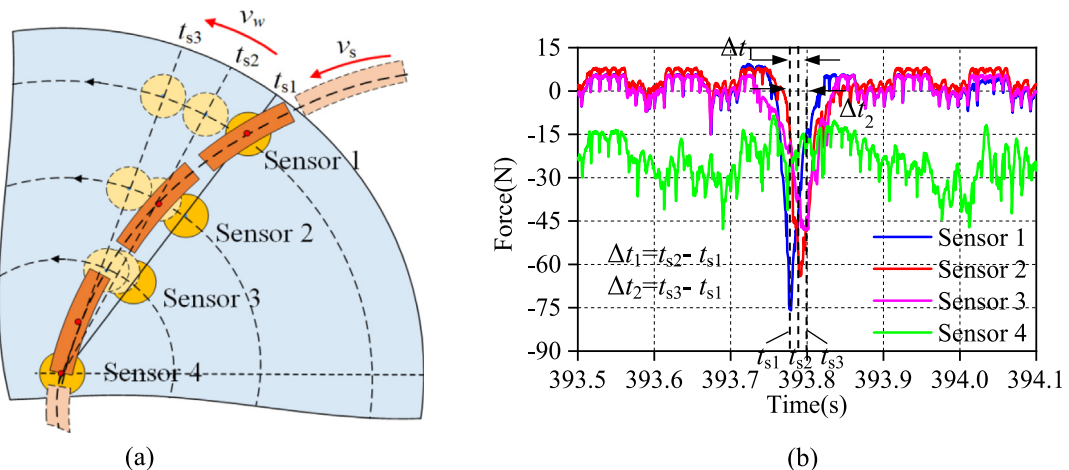 t_s3
t_s2
t_s1
v_w
v_s
Sensor 1
Sensor 2
Sensor 3
Sensor 4
(a)
Force(N)
15
0
-15
-30
-45
-60
-75
-90
Δt
Δt_2
Δt_1=t_s2- t_s1
Δt_2=t_s3- t_s1
Sensor 1
Sensor 2
Sensor 3
Sensor 4
t_s1 t_s2 t_s3
393.5 393.6 393.7 393.8 393.9 394.0 394.1
Time(s)
(b)